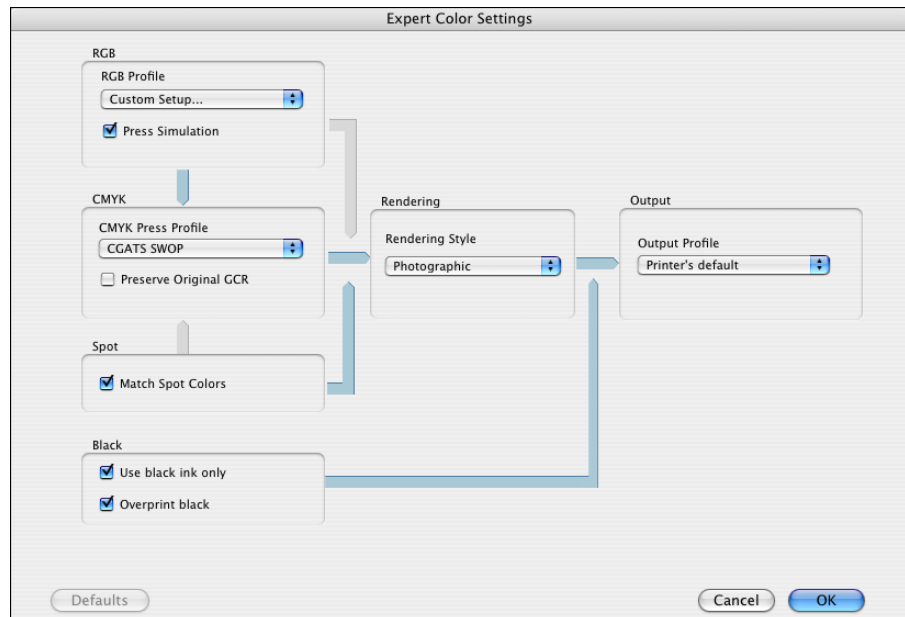 Expert Color Settings
RGB
RGB Profile
Custom Setup...
Press Simulation
CMYK
CMYK Press Profile
CGATS SWOP
Preserve Original GCR
Rendering
Rendering Style
Photographic
Output
Output Profile
Printer's default
Spot
Match Spot Colors
Black
Use black ink only
Overprint black
Defaults
Cancel
OK